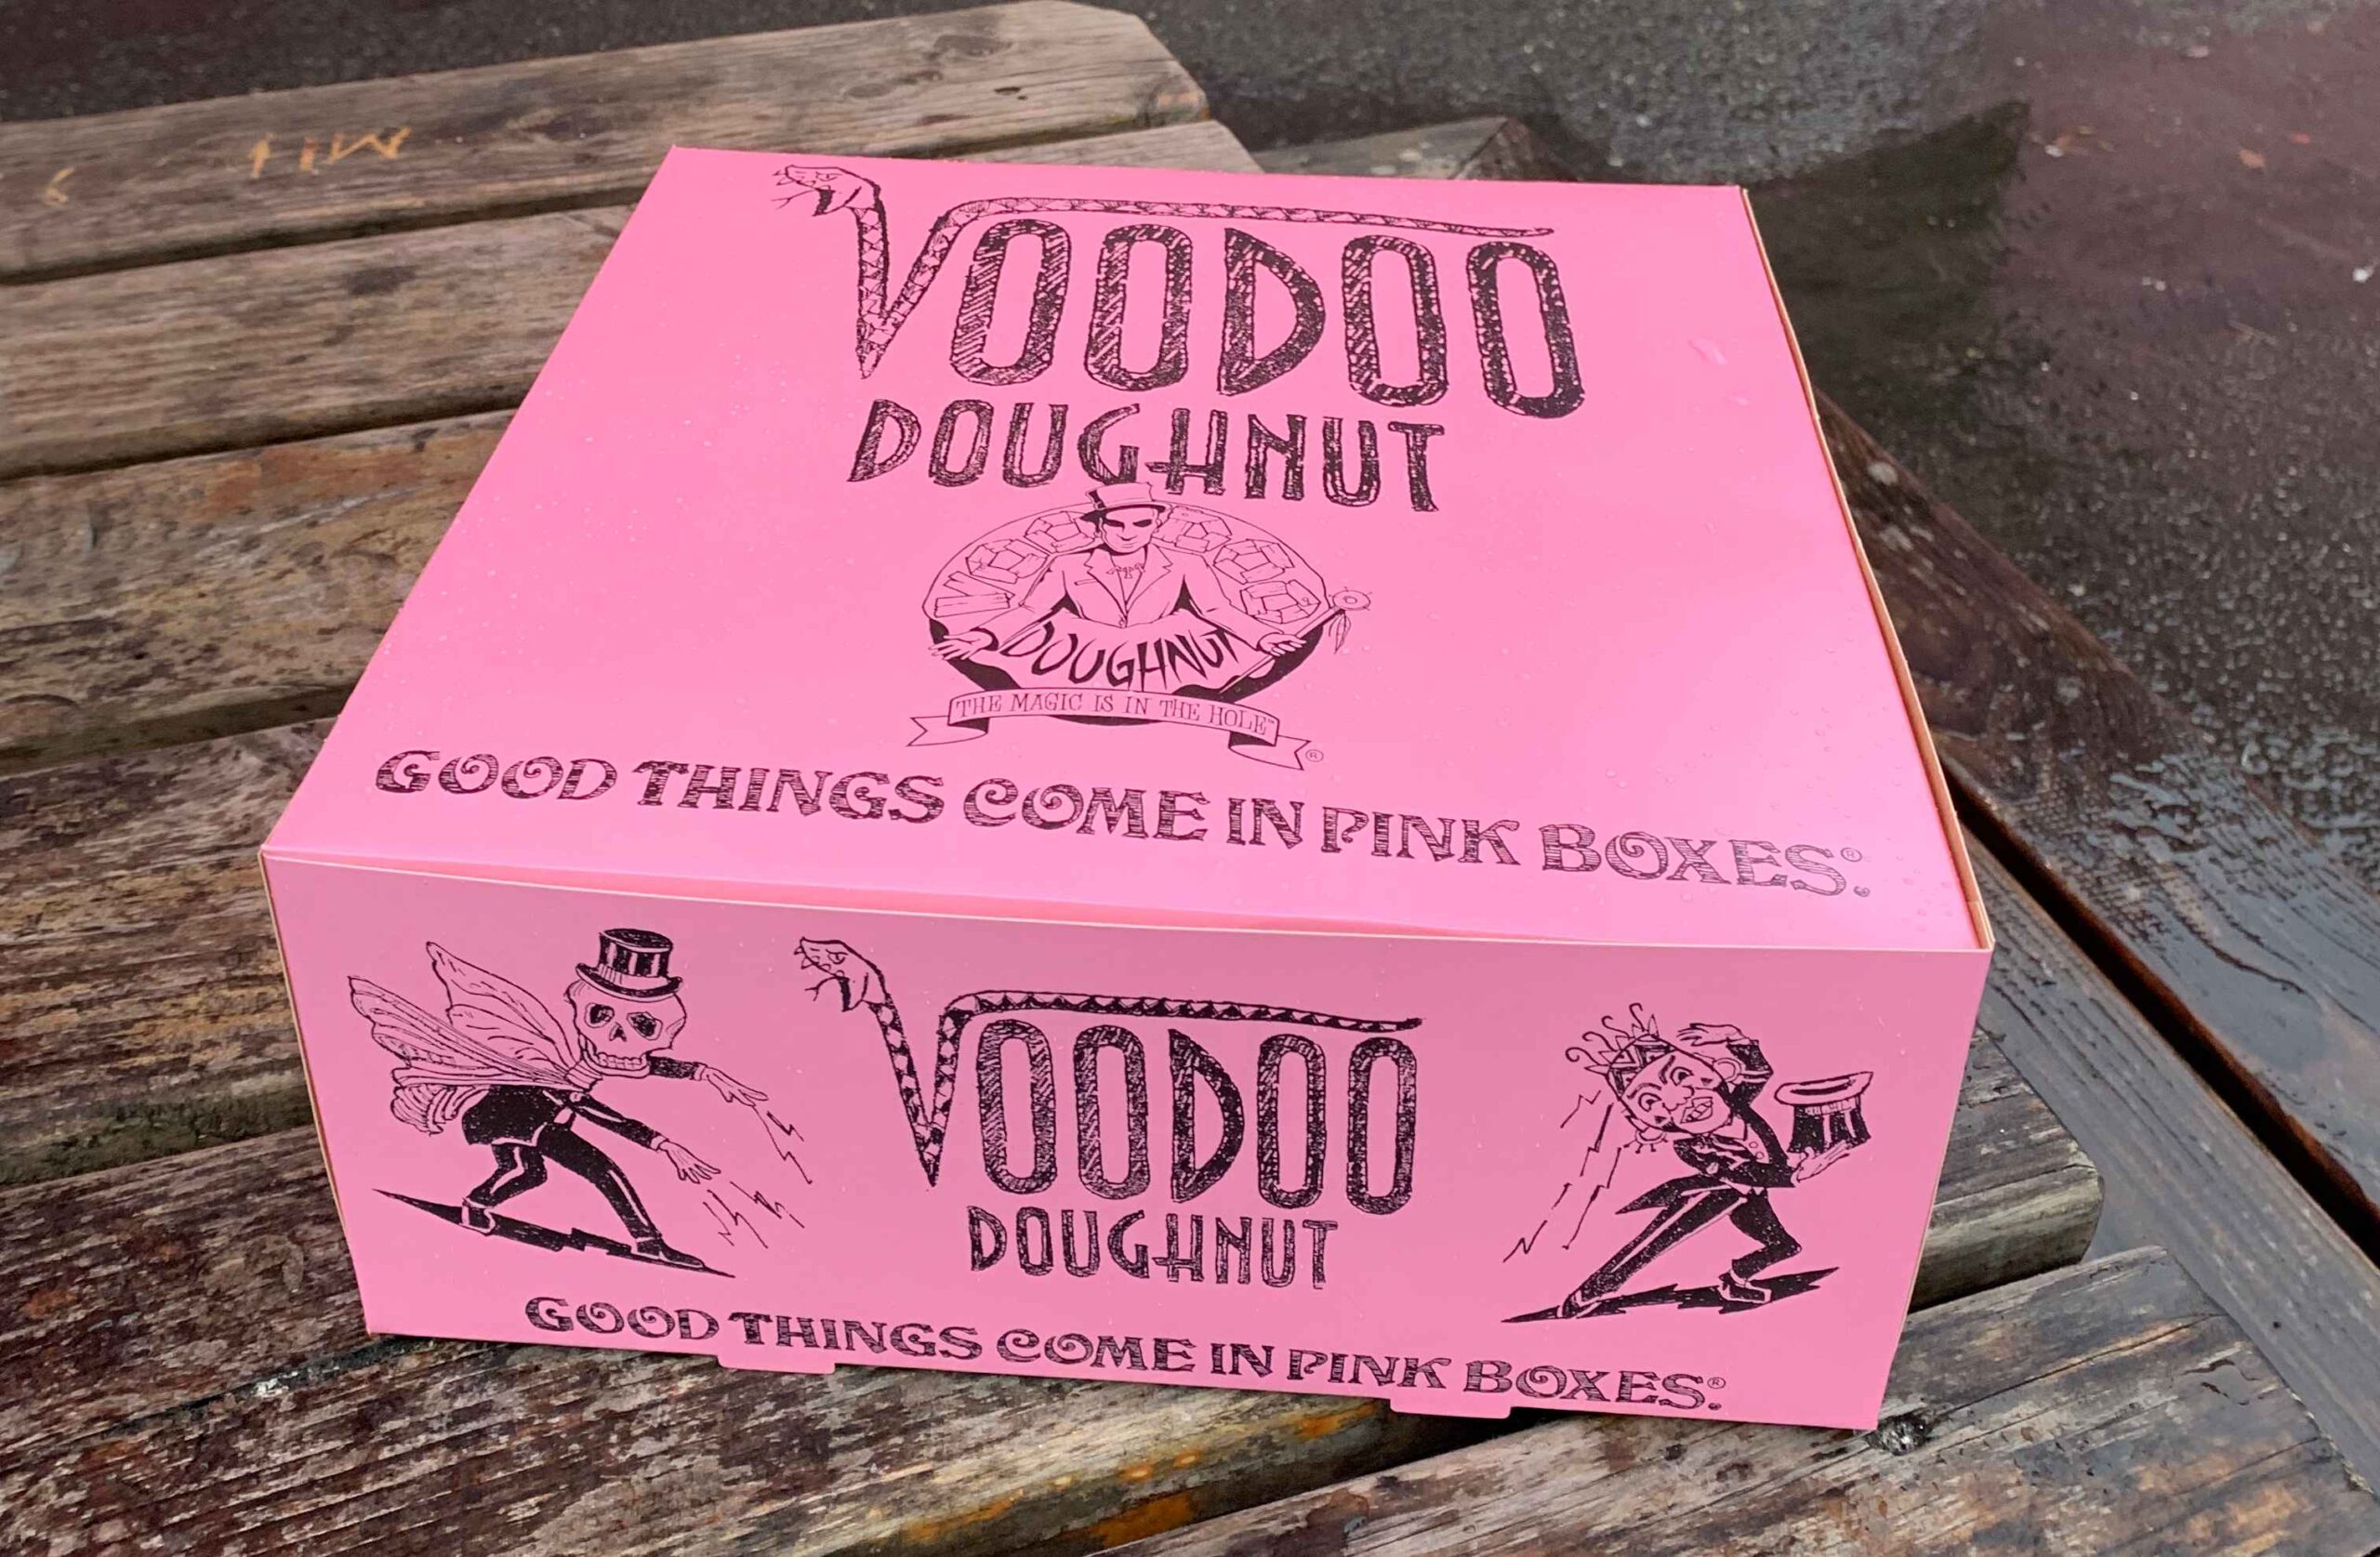 VOODOO
DOUGHNUT
DOUGHNUT
THE MAGIC IS IN THE HOLE™
®
GOOD THINGS COME IN PINK BOXES.®
VOODOO
DOUGHNUT
GOOD THINGS COME IN PINK BOXES.®